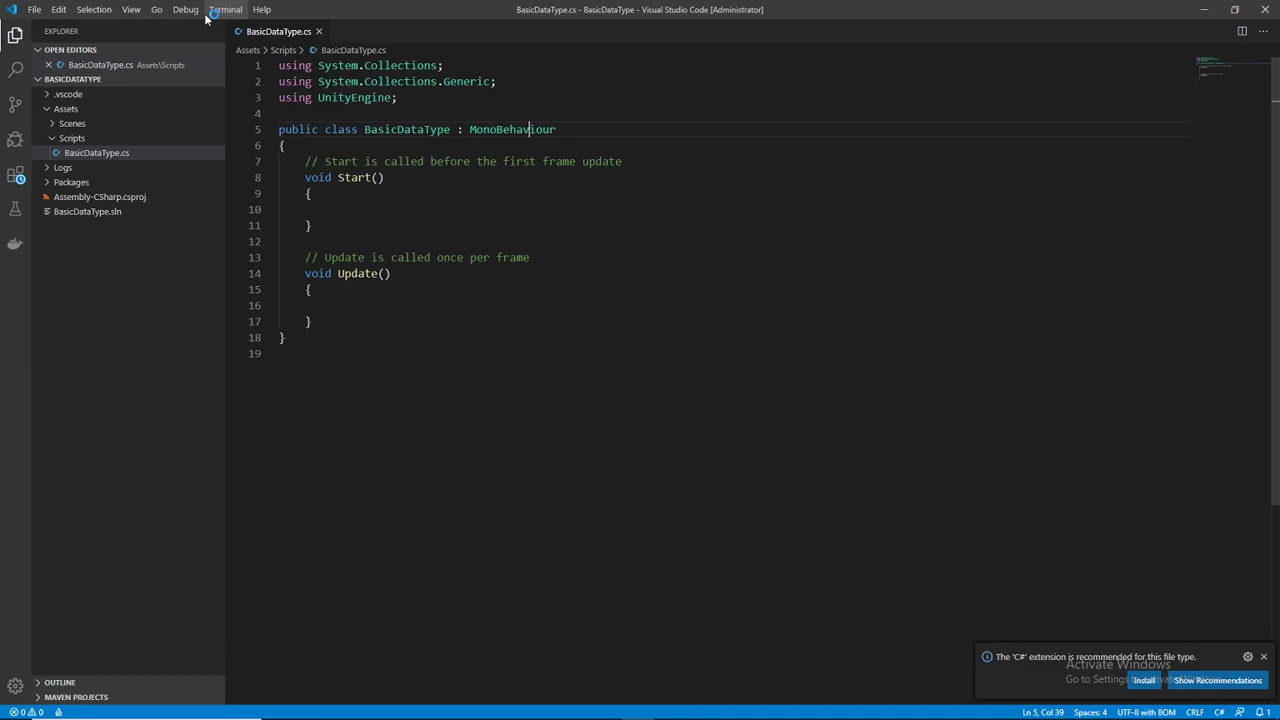 File Edit Selection View Go Debug Terminal Help
BasicDataType.cs - BasicDataType - Visual Studio Code [Administrator]
EXPLORER
OPEN EDITORS
BasicDataType.cs Assets\Scripts
BASICDATATYPE
.vscode
Assets
Scenes
Scripts
BasicDataType.cs
Logs
Packages
Assembly-CSharp.csproj
BasicDataType.sln
OUTLINE
MAVEN PROJECTS
BasicDataType.cs
Assets > Scripts > BasicDataType.cs
1 using System.Collections;
2 using System.Collections.Generic;
3 using UnityEngine;
4
5 public class BasicDataType : MonoBehaviour
6 {
7 // Start is called before the first frame update
8 void Start()
9 {
10
11 }
12
13 // Update is called once per frame
14 void Update()
15 {
16
17 }
18 }
19
The 'C#' extension is recommended for this file type.
Activate Windows
Install Show Recommendations
0 0
Ln 5, Col 39 Spaces: 4 UTF-8 with BOM CRLF C# 1